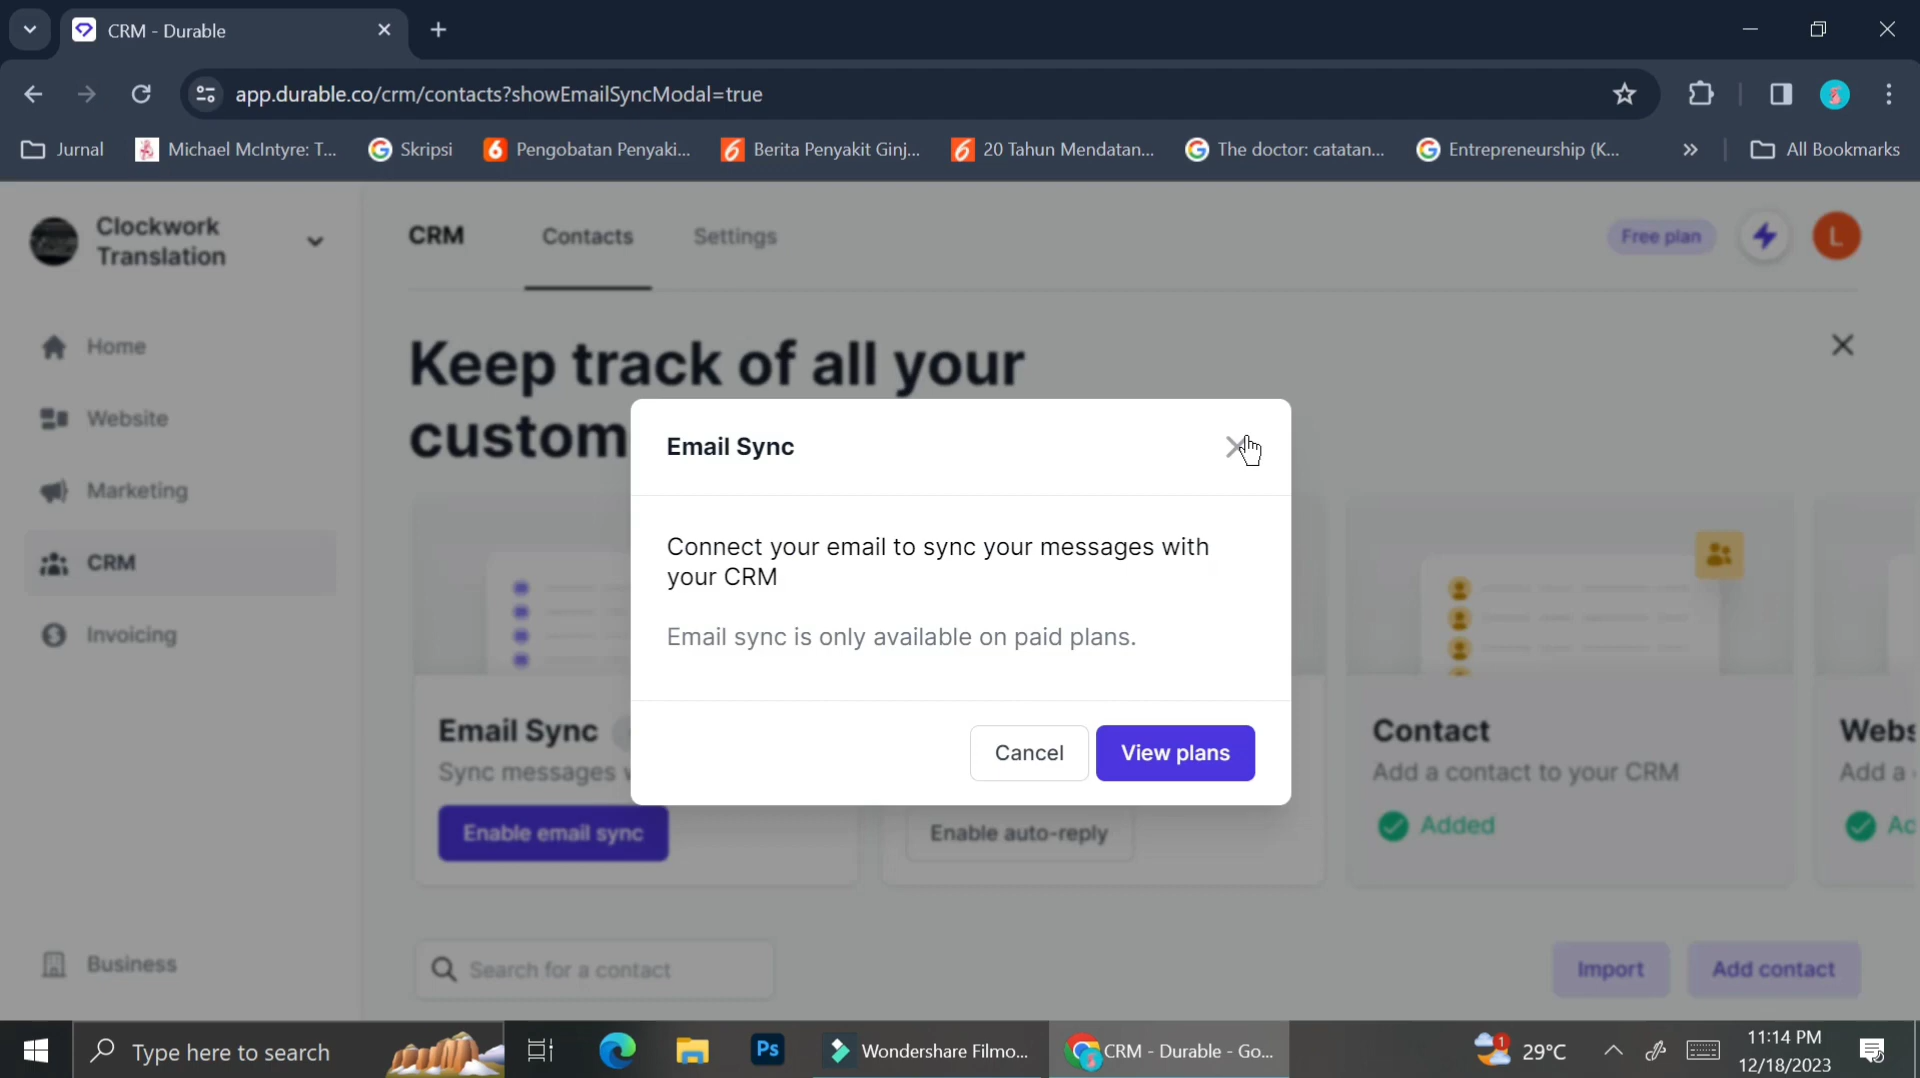 CRM - Durable
app.durable.co/crm/contacts?showEmailSyncModal=true
Jurnal
Michael McIntyre: T...
Skripsi
Pengobatan Penyaki...
Berita Penyakit Ginj...
20 Tahun Mendatan...
The doctor: catatan...
Entrepreneurship (K...
»
All Bookmarks
Clockwork
Translation
CRM
Contacts
Settings
Free plan
L
Home
Website
Marketing
CRM
Invoicing
Business
Keep track of all your
custom
Email Sync
Connect your email to sync your messages with
your CRM
Email sync is only available on paid plans.
Cancel
View plans
Email Sync
Sync messages
Enable email sync
Enable auto-reply
Contact
Add a contact to your CRM
Added
Webs
Add a
Ad
Search for a contact
Import
Add contact
Type here to search
Ps
Wondershare Filmo...
CRM - Durable - Go...
1
29°C
11:14 PM
12/18/2023